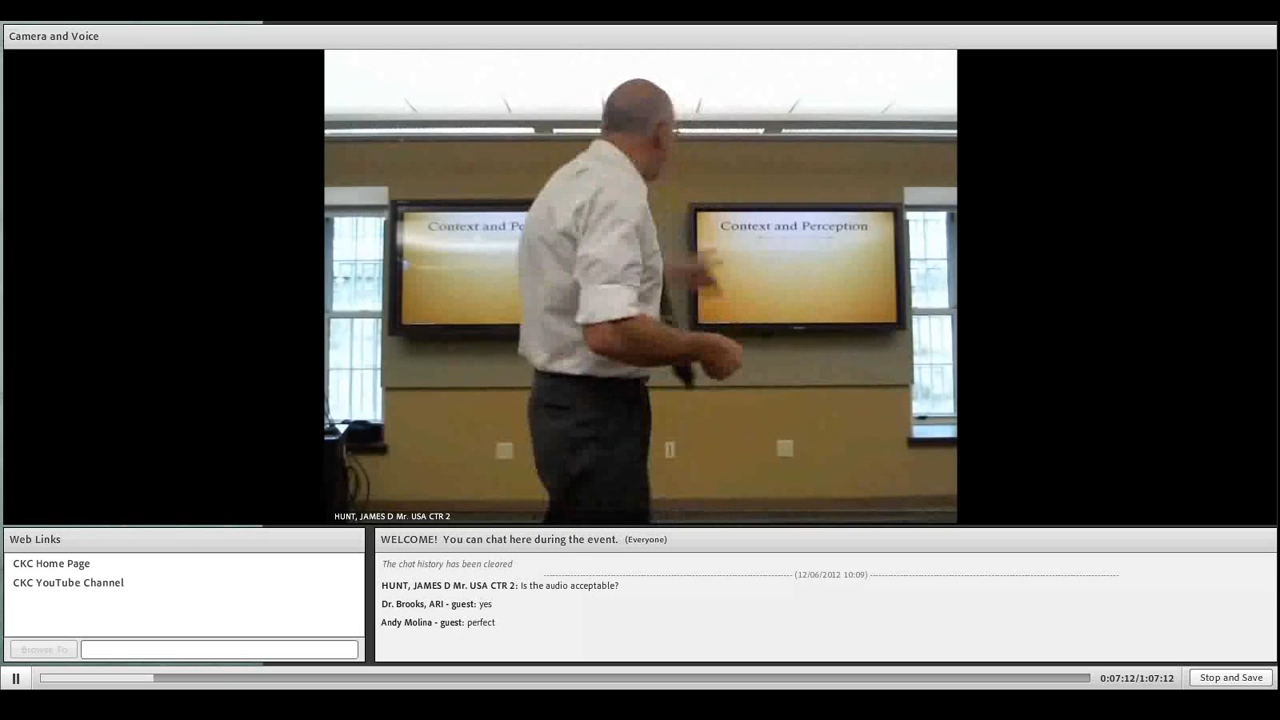 Camera and Voice
Context and Pe
Context and Perception
HUNT, JAMES D Mr. USA CTR 2
Web Links
CKC Home Page
CKC YouTube Channel
Browse To
WELCOME! You can chat here during the event. (Everyone)
The chat history has been cleared
(12/06/2012 10:09)
HUNT, JAMES D Mr. USA CTR 2: Is the audio acceptable?
Dr. Brooks, ARI - guest: yes
Andy Molina - guest: perfect
0:07:12/1:07:12
Stop and Save